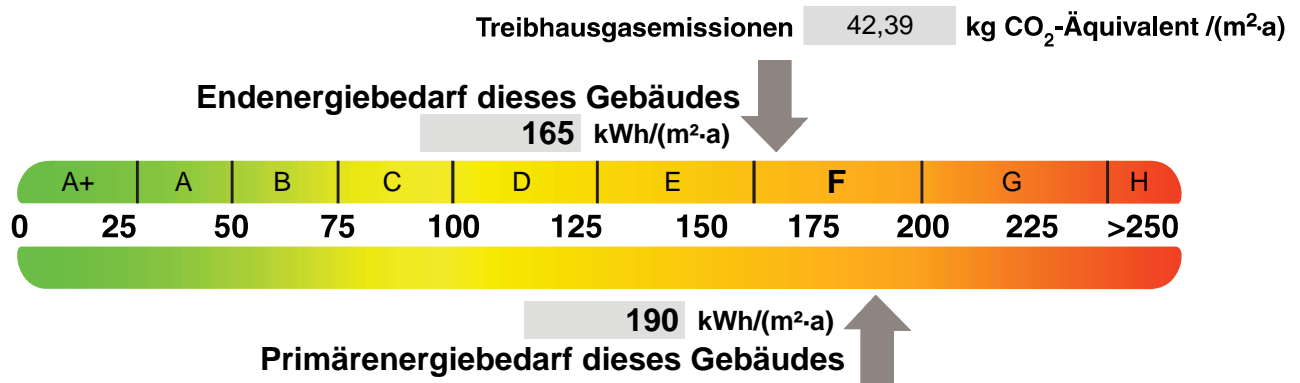 Treibhausgasemissionen 42,39 kg CO₂-Äquivalent /(m²·a)
Endenergiebedarf dieses Gebäudes
165 kWh/(m²·a)
A+ A B C D E F G H
0 25 50 75 100 125 150 175 200 225 >250
190 kWh/(m²·a)
Primärenergiebedarf dieses Gebäudes